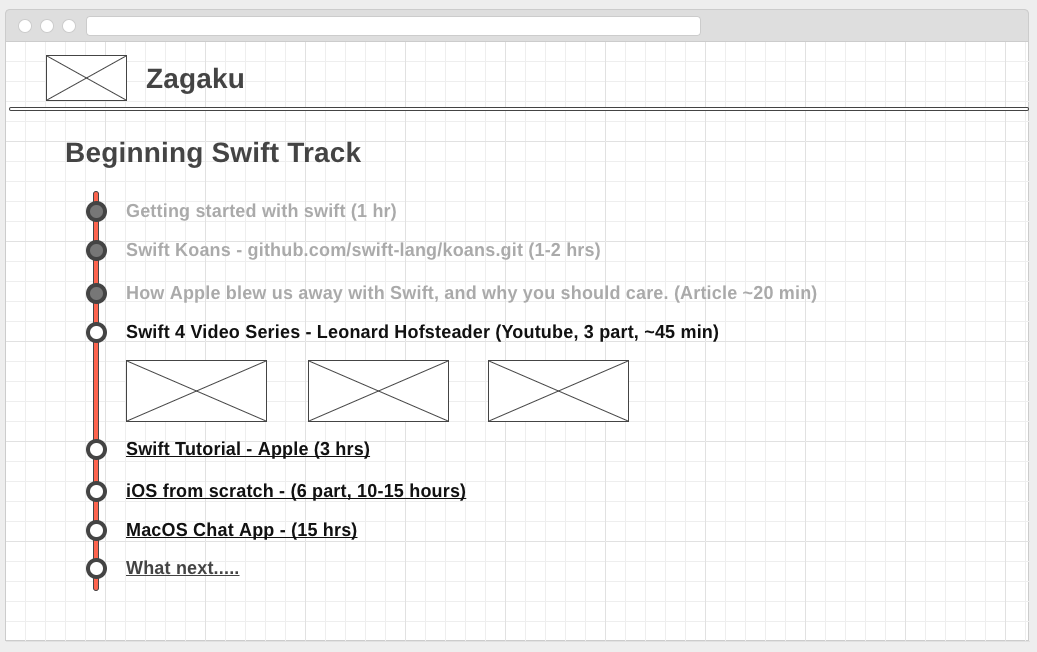 Zagaku
Beginning Swift Track
Getting started with swift (1 hr)
Swift Koans - github.com/swift-lang/koans.git (1-2 hrs)
How Apple blew us away with Swift, and why you should care. (Article ~20 min)
Swift 4 Video Series - Leonard Hofsteader (Youtube, 3 part, ~45 min)
Swift Tutorial - Apple (3 hrs)
iOS from scratch - (6 part, 10-15 hours)
MacOS Chat App - (15 hrs)
What next.....